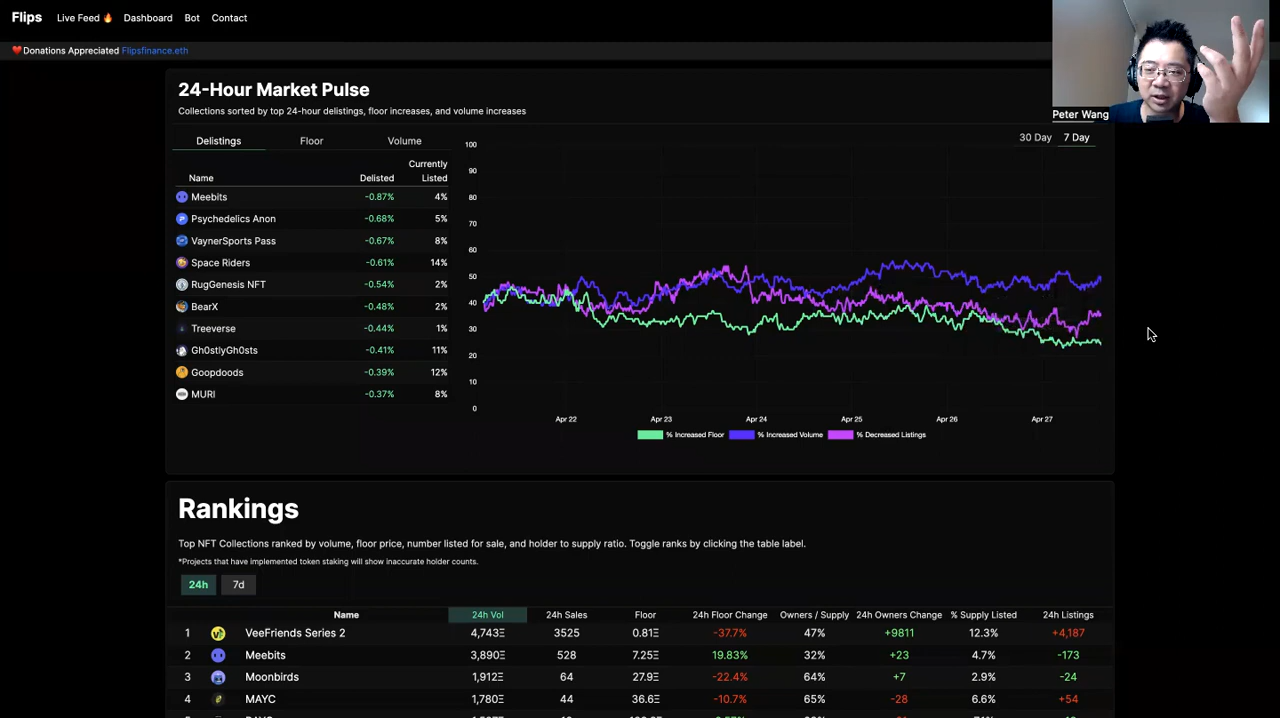 Flips Live Feed 🔥 Dashboard Bot Contact
❤️Donations Appreciated Flipsfinance.eth
Peter Wang
24-Hour Market Pulse
Collections sorted by top 24-hour delistings, floor increases, and volume increases
Delistings Floor Volume
30 Day 7 Day
Name Delisted Currently Listed
Meebits -0.87% 4%
Psychedelics Anon -0.68% 5%
VaynerSports Pass -0.67% 8%
Space Riders -0.61% 14%
RugGenesis NFT -0.54% 2%
BearX -0.48% 2%
Treeverse -0.44% 1%
Gh0stlyGh0sts -0.41% 11%
Goopdoods -0.39% 12%
MURI -0.37% 8%
100
90
80
70
60
50
40
30
20
10
0
Apr 22 Apr 23 Apr 24 Apr 25 Apr 26 Apr 27
% Increased Floor % Increased Volume % Decreased Listings
Rankings
Top NFT Collections ranked by volume, floor price, number listed for sale, and holder to supply ratio. Toggle ranks by clicking the table label.
*Projects that have implemented token staking will show inaccurate holder counts.
24h 7d
Name 24h Vol 24h Sales Floor 24h Floor Change Owners / Supply 24h Owners Change % Supply Listed 24h Listings
1 VeeFriends Series 2 4,743Ξ 3525 0.81Ξ -37.7% 47% +9811 12.3% +4,187
2 Meebits 3,890Ξ 528 7.25Ξ 19.83% 32% +23 4.7% -173
3 Moonbirds 1,912Ξ 64 27.9Ξ -22.4% 64% +7 2.9% -24
4 MAYC 1,780Ξ 44 36.6Ξ -10.7% 65% -28 6.6% +54